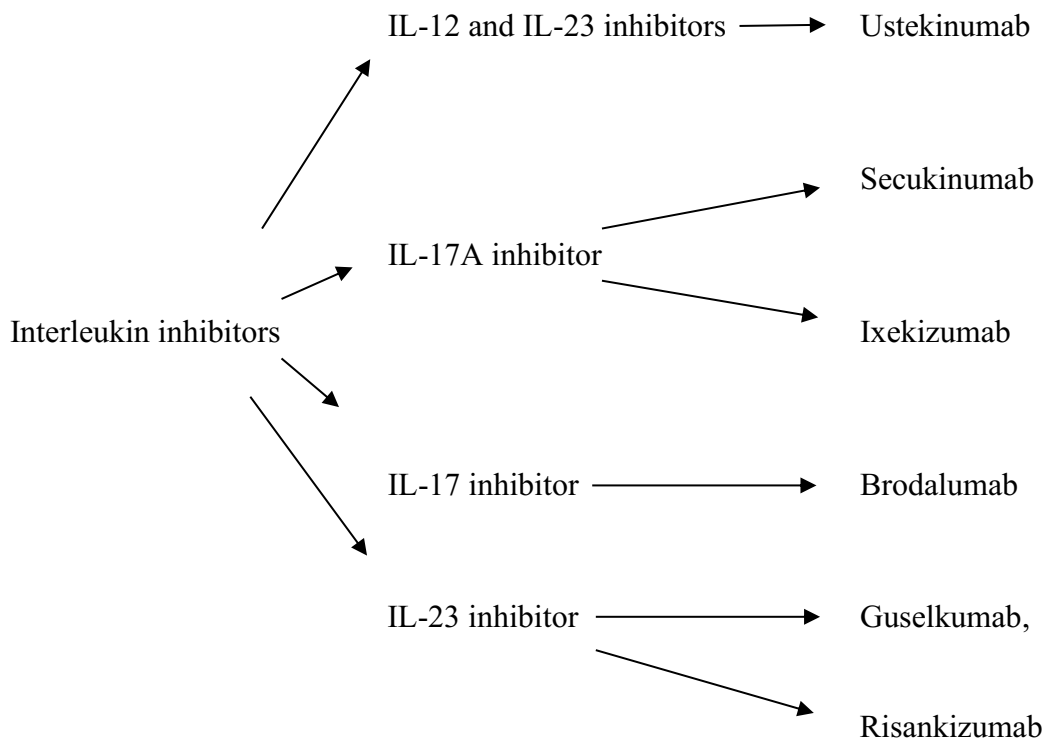 IL-12 and IL-23 inhibitors
Ustekinumab
Secukinumab
IL-17A inhibitor
Interleukin inhibitors
Ixekizumab
IL-17 inhibitor
Brodalumab
IL-23 inhibitor
Guselkumab,
Risankizumab